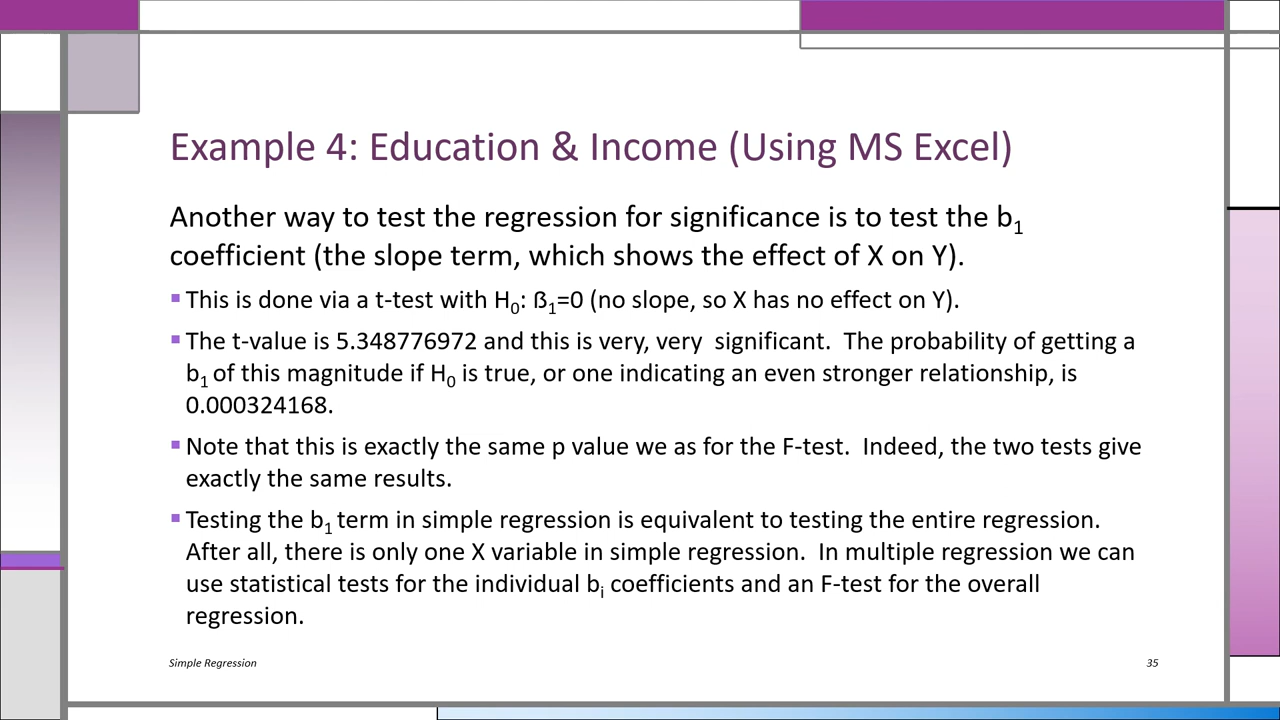 Example 4: Education & Income (Using MS Excel)
Another way to test the regression for significance is to test the b₁
coefficient (the slope term, which shows the effect of X on Y).
▪ This is done via a t-test with H₀: ß₁=0 (no slope, so X has no effect on Y).
▪ The t-value is 5.348776972 and this is very, very  significant.  The probability of getting a
b₁ of this magnitude if H₀ is true, or one indicating an even stronger relationship, is
0.000324168.
▪ Note that this is exactly the same p value we as for the F-test.  Indeed, the two tests give
exactly the same results.
▪ Testing the b₁ term in simple regression is equivalent to testing the entire regression.
After all, there is only one X variable in simple regression.  In multiple regression we can
use statistical tests for the individual bᵢ coefficients and an F-test for the overall
regression.
Simple Regression
35